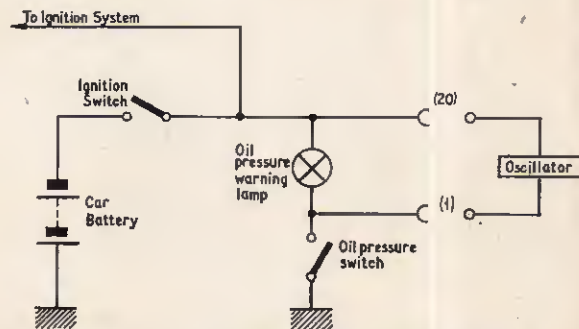 To Ignition System
Ignition
Switch
(20)
Oil
pressure
warning
lamp
Oscillator
Car
Battery
(1)
Oil pressure
switch